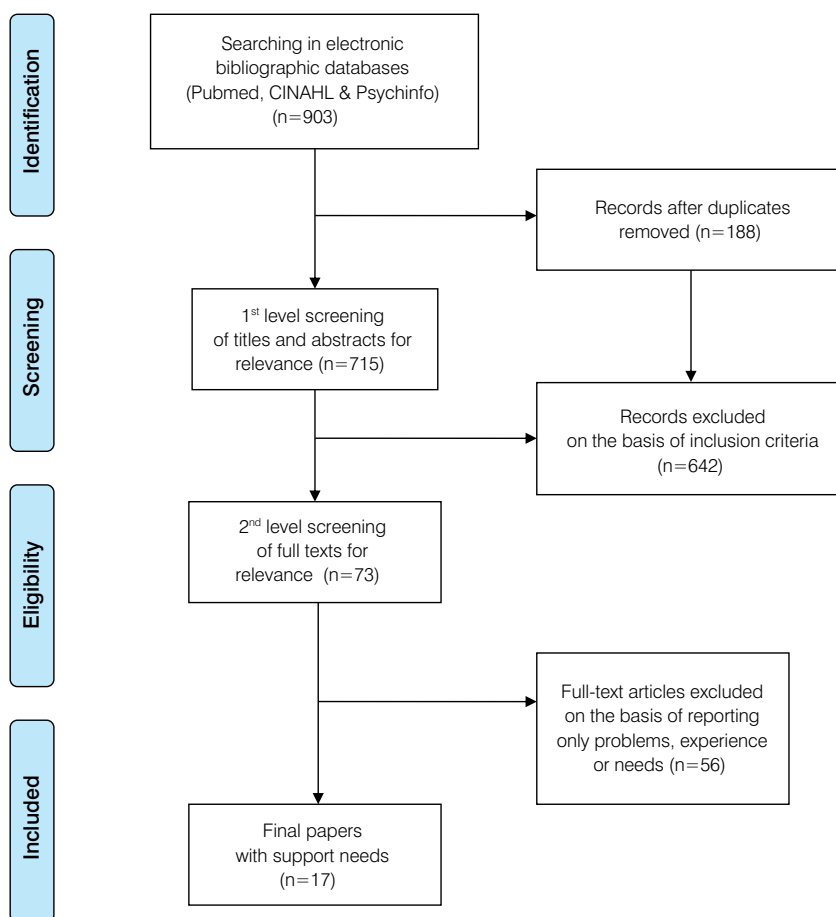 Identification
Searching in electronic
bibliographic databases
(Pubmed, CINAHL & Psychinfo)
(n=903)
Records after duplicates
removed (n=188)
Screening
1st level screening
of titles and abstracts for
relevance (n=715)
Records excluded
on the basis of inclusion criteria
(n=642)
Eligibility
2nd level screening
of full texts for
relevance (n=73)
Full-text articles excluded
on the basis of reporting
only problems, experience
or needs (n=56)
Included
Final papers
with support needs
(n=17)